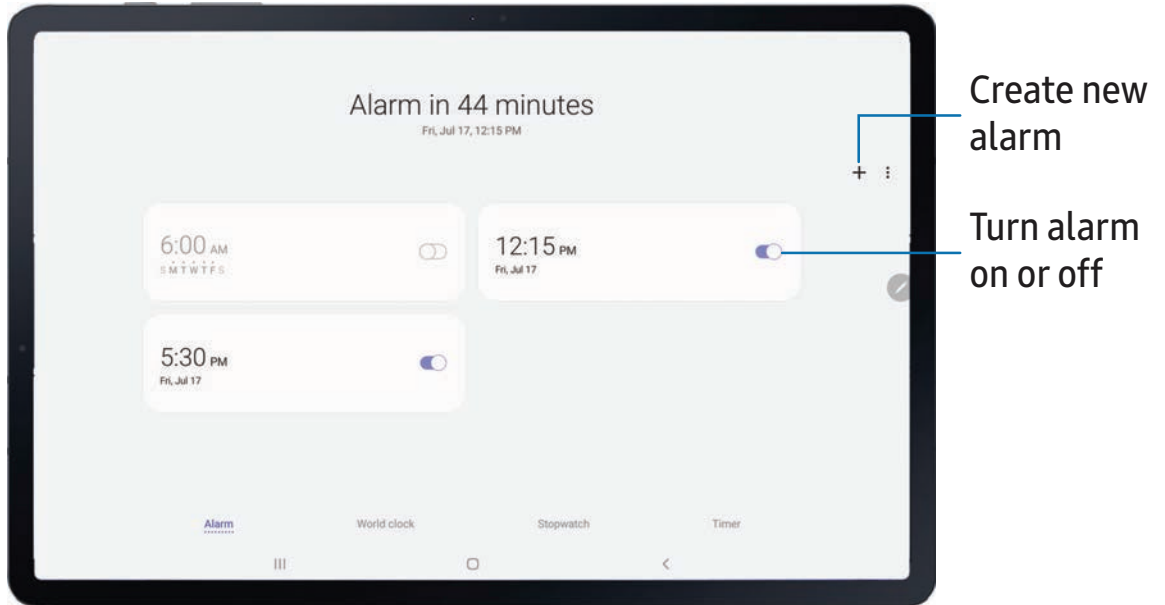 Alarm in 44 minutes
Fri, Jul 17, 12:15 PM
Create new
alarm
6:00 AM
S M T W T F S
12:15 PM
Fri, Jul 17
Turn alarm
on or off
5:30 PM
Fri, Jul 17
Alarm
World clock
Stopwatch
Timer